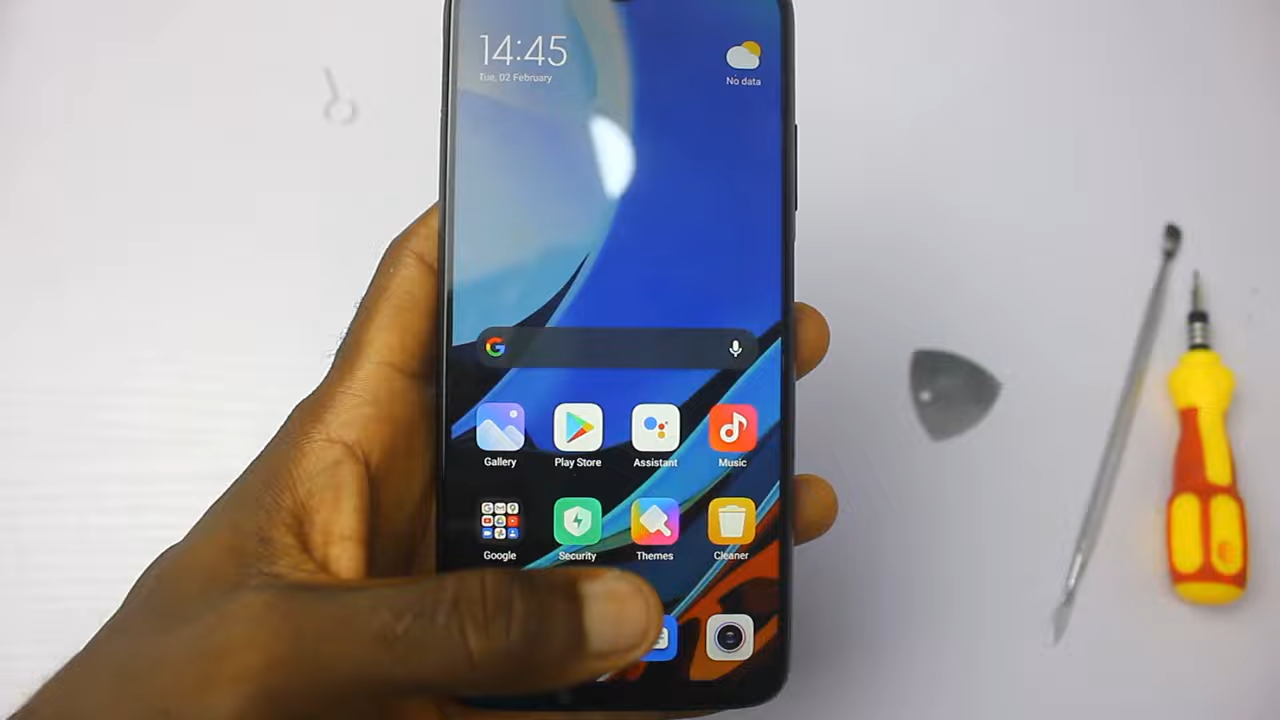 14:45
Tue, 02 February
No data
Gallery
Play Store
Assistant
Music
Google
Security
Themes
Cleaner